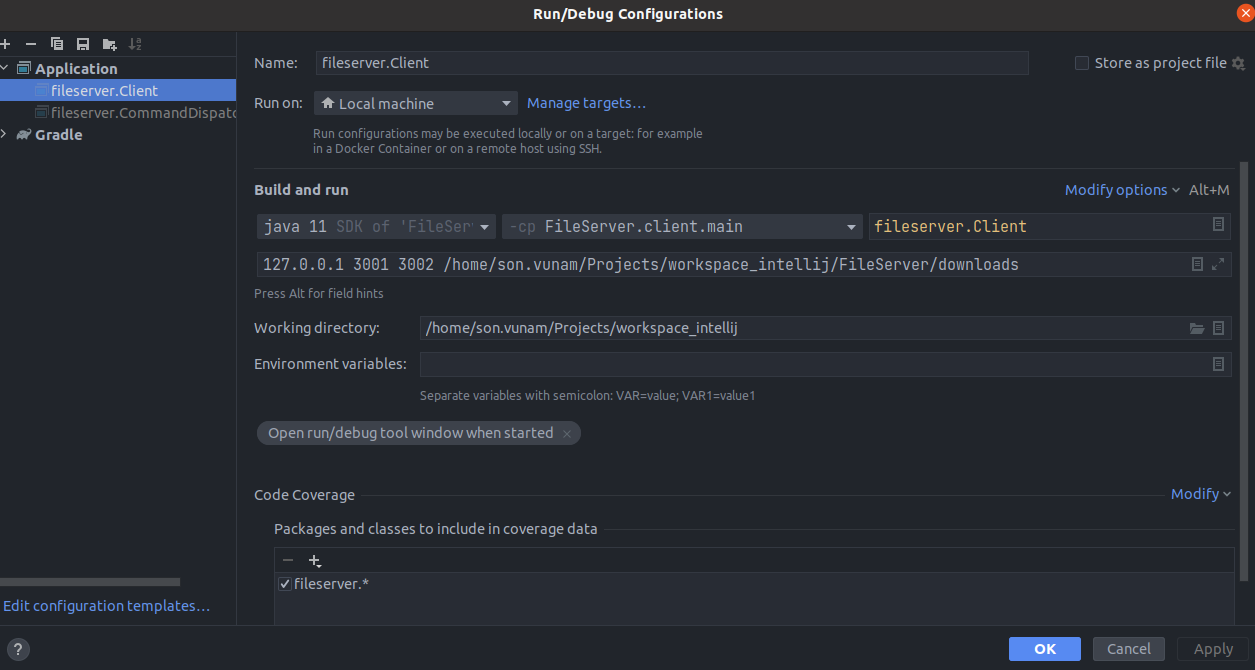 Run/Debug Configurations
Application
fileserver.Client
fileserver.CommandDispatc
Gradle
Edit configuration templates...
Name: fileserver.Client Store as project file
Run on: Local machine Manage targets...
Run configurations may be executed locally or on a target: for example
in a Docker Container or on a remote host using SSH.
Build and run Modify options Alt+M
java 11 SDK of 'FileSer -cp FileServer.client.main fileserver.Client
127.0.0.1 3001 3002 /home/son.vunam/Projects/workspace_intellij/FileServer/downloads
Press Alt for field hints
Working directory: /home/son.vunam/Projects/workspace_intellij
Environment variables:
Separate variables with semicolon: VAR=value; VAR1=value1
Open run/debug tool window when started
Code Coverage Modify
Packages and classes to include in coverage data
fileserver.*
? OK Cancel Apply